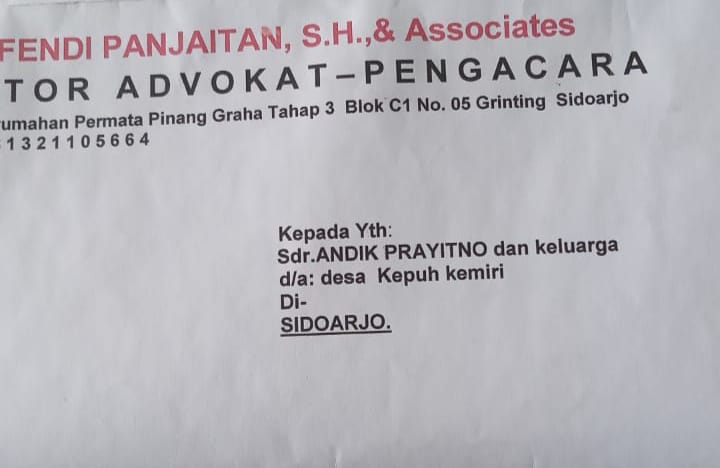 FENDI PANJAITAN, S.H.,& Associates
TOR ADVOKAT–PENGACARA
umahan Permata Pinang Graha Tahap 3 Blok C1 No. 05 Grinting Sidoarjo
1321105664
Kepada Yth:
Sdr.ANDIK PRAYITNO dan keluarga
d/a: desa Kepuh kemiri
Di-
SIDOARJO.